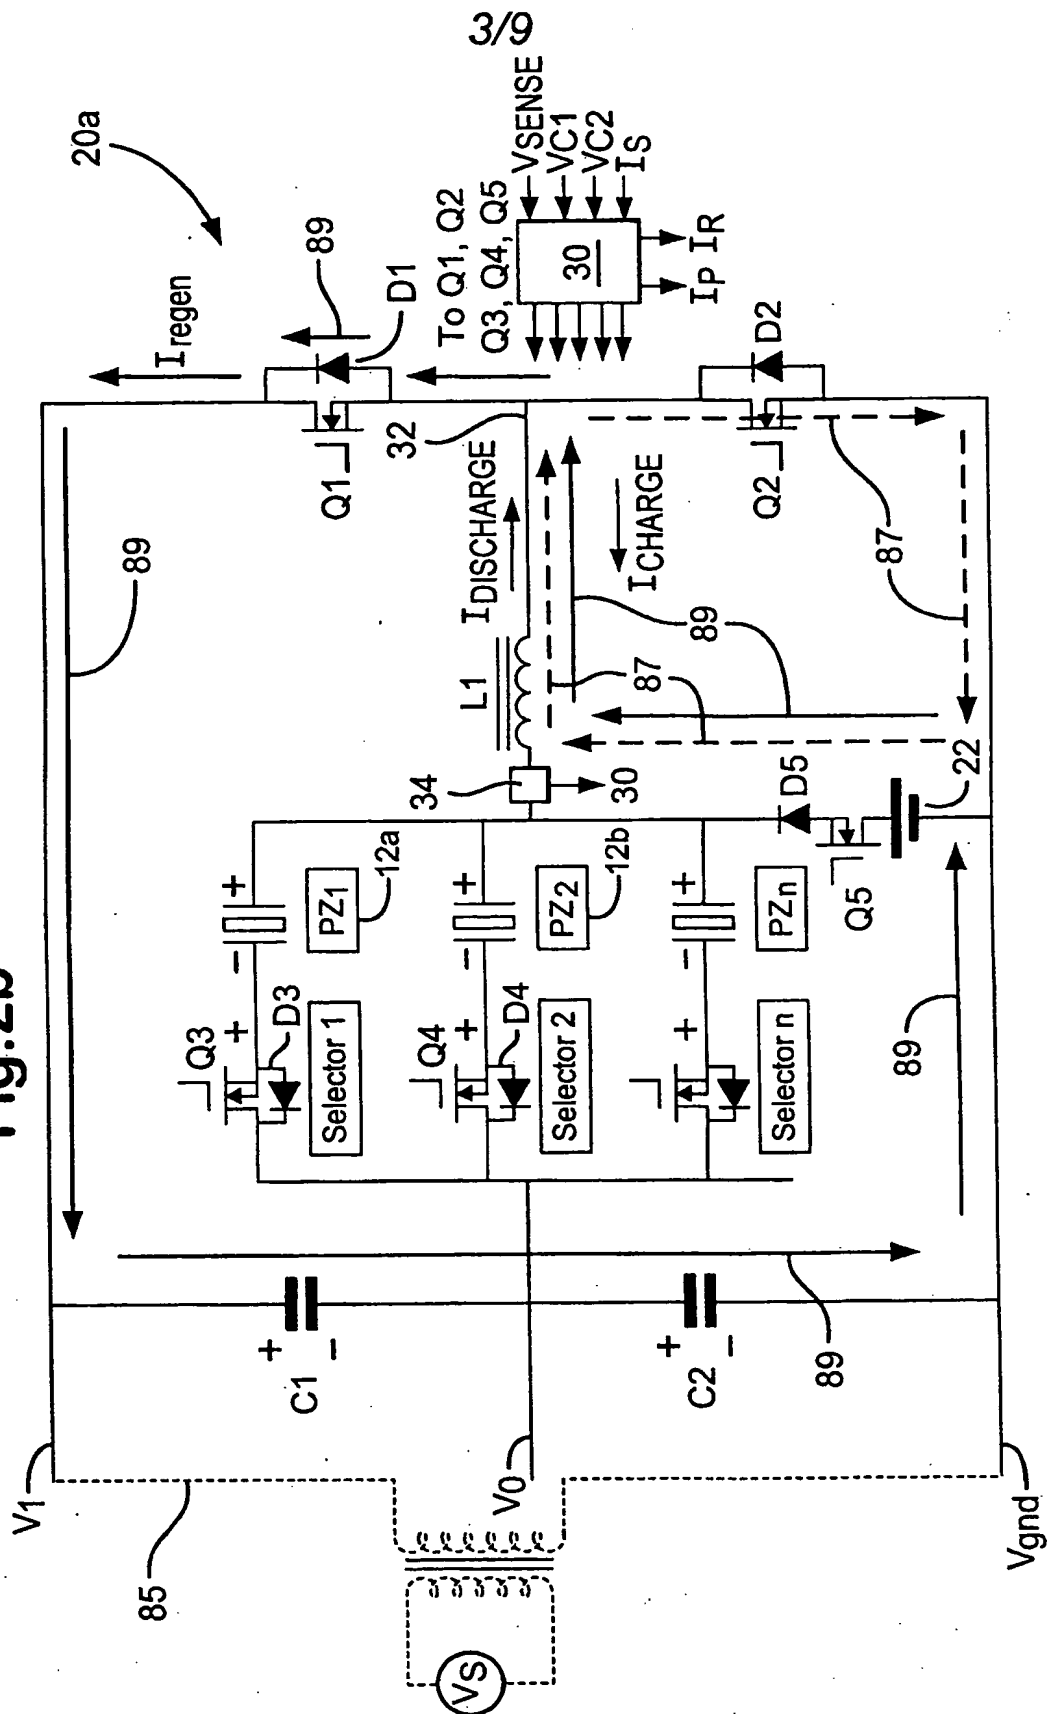 3/9
Fig.2b
20a
Iregen
89
D1
To Q1, Q2
Q3, Q4, Q5
VSENSE
VC1
VC2
IS
30
IP
IR
89
Q1
32
IDISCHARGE
ICHARGE
D2
Q2
87
L1
89
87
34
30
22
D5
Q5
PZ1
12a
PZ2
12b
PZn
+
-
+
-
+
-
Q3
+
D3
Selector 1
Q4
+
D4
Selector 2
+
Selector n
89
+
-
C1
+
-
C2
89
V1
85
V0
Vgnd
VS